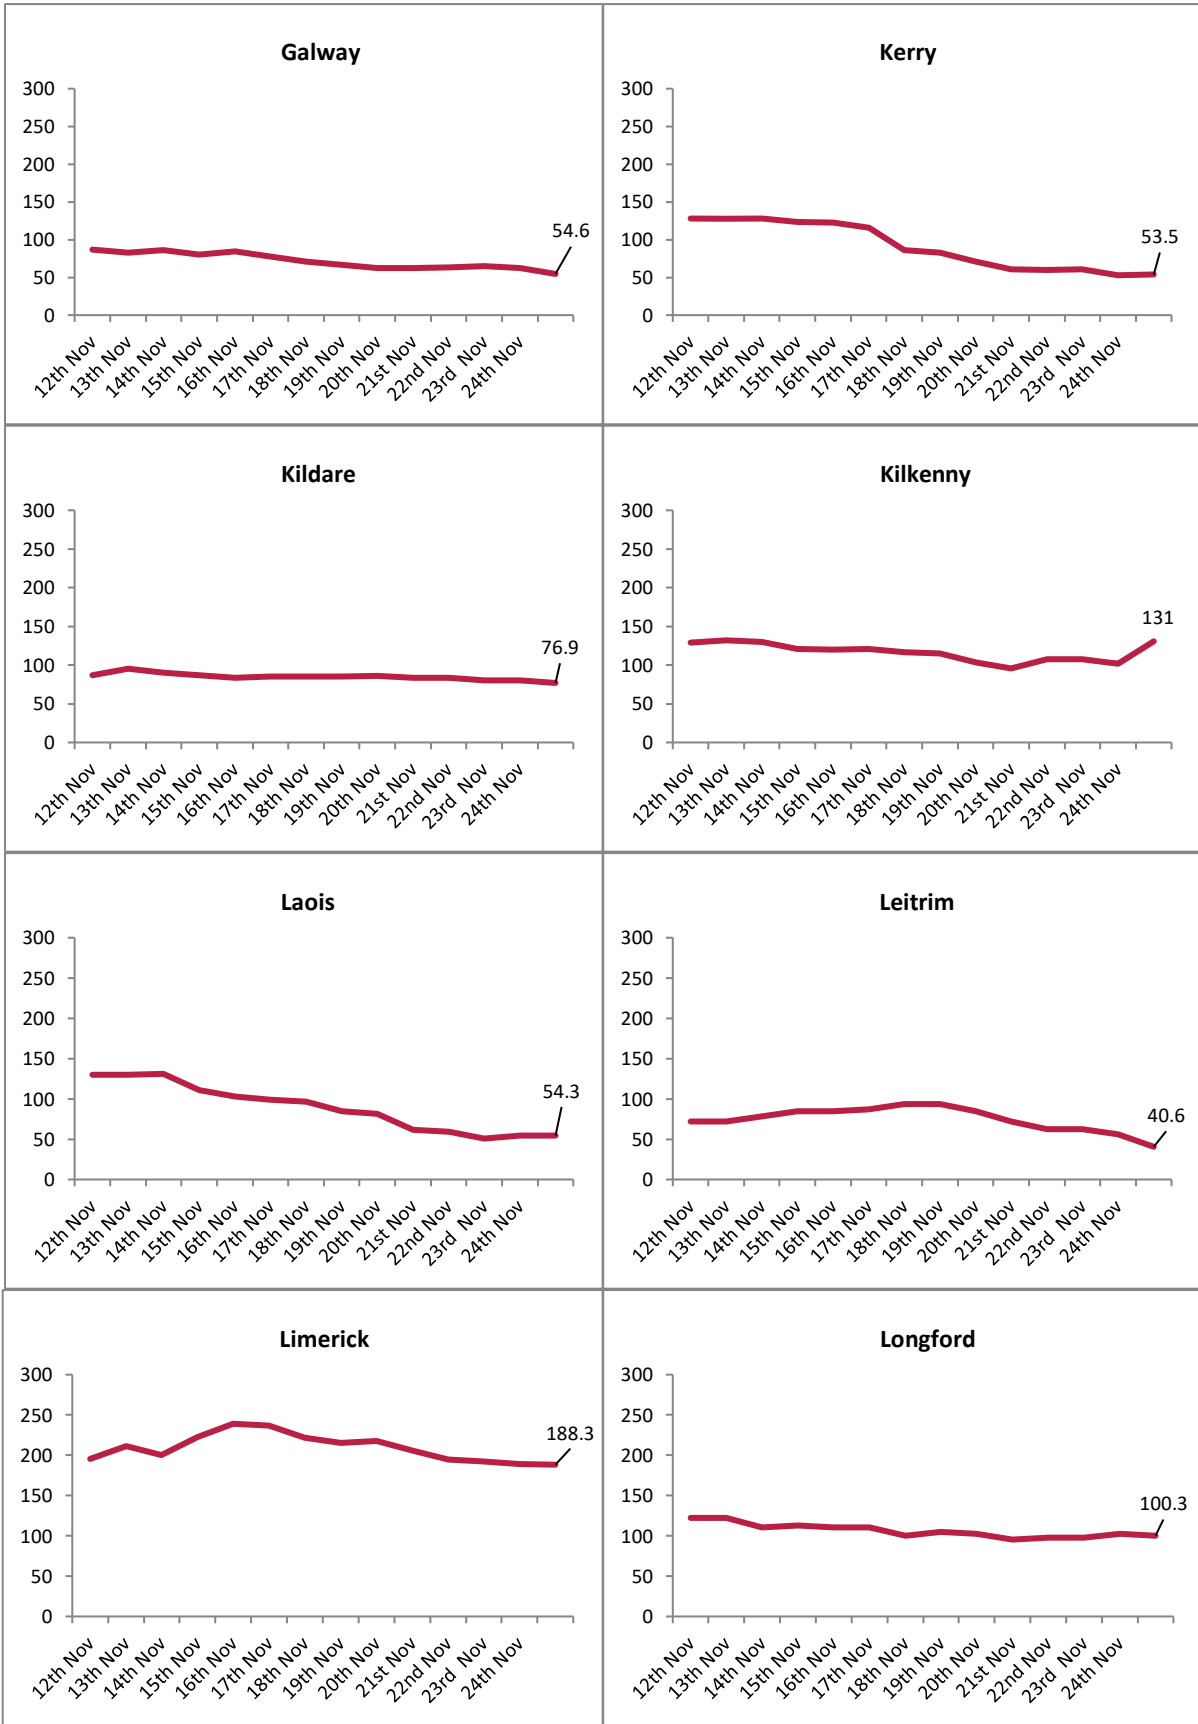 Galway
300
250
200
150
100
50
0
54.6
12th Nov
13th Nov
14th Nov
15th Nov
16th Nov
17th Nov
18th Nov
19th Nov
20th Nov
21st Nov
22nd Nov
23rd  Nov
24th Nov
Kerry
300
250
200
150
100
50
0
53.5
12th Nov
13th Nov
14th Nov
15th Nov
16th Nov
17th Nov
18th Nov
19th Nov
20th Nov
21st Nov
22nd Nov
23rd  Nov
24th Nov
Kildare
300
250
200
150
100
50
0
76.9
12th Nov
13th Nov
14th Nov
15th Nov
16th Nov
17th Nov
18th Nov
19th Nov
20th Nov
21st Nov
22nd Nov
23rd  Nov
24th Nov
Kilkenny
300
250
200
150
100
50
0
131
12th Nov
13th Nov
14th Nov
15th Nov
16th Nov
17th Nov
18th Nov
19th Nov
20th Nov
21st Nov
22nd Nov
23rd  Nov
24th Nov
Laois
300
250
200
150
100
50
0
54.3
12th Nov
13th Nov
14th Nov
15th Nov
16th Nov
17th Nov
18th Nov
19th Nov
20th Nov
21st Nov
22nd Nov
23rd  Nov
24th Nov
Leitrim
300
250
200
150
100
50
0
40.6
12th Nov
13th Nov
14th Nov
15th Nov
16th Nov
17th Nov
18th Nov
19th Nov
20th Nov
21st Nov
22nd Nov
23rd  Nov
24th Nov
Limerick
300
250
200
150
100
50
0
188.3
12th Nov
13th Nov
14th Nov
15th Nov
16th Nov
17th Nov
18th Nov
19th Nov
20th Nov
21st Nov
22nd Nov
23rd  Nov
24th Nov
Longford
300
250
200
150
100
50
0
100.3
12th Nov
13th Nov
14th Nov
15th Nov
16th Nov
17th Nov
18th Nov
19th Nov
20th Nov
21st Nov
22nd Nov
23rd  Nov
24th Nov